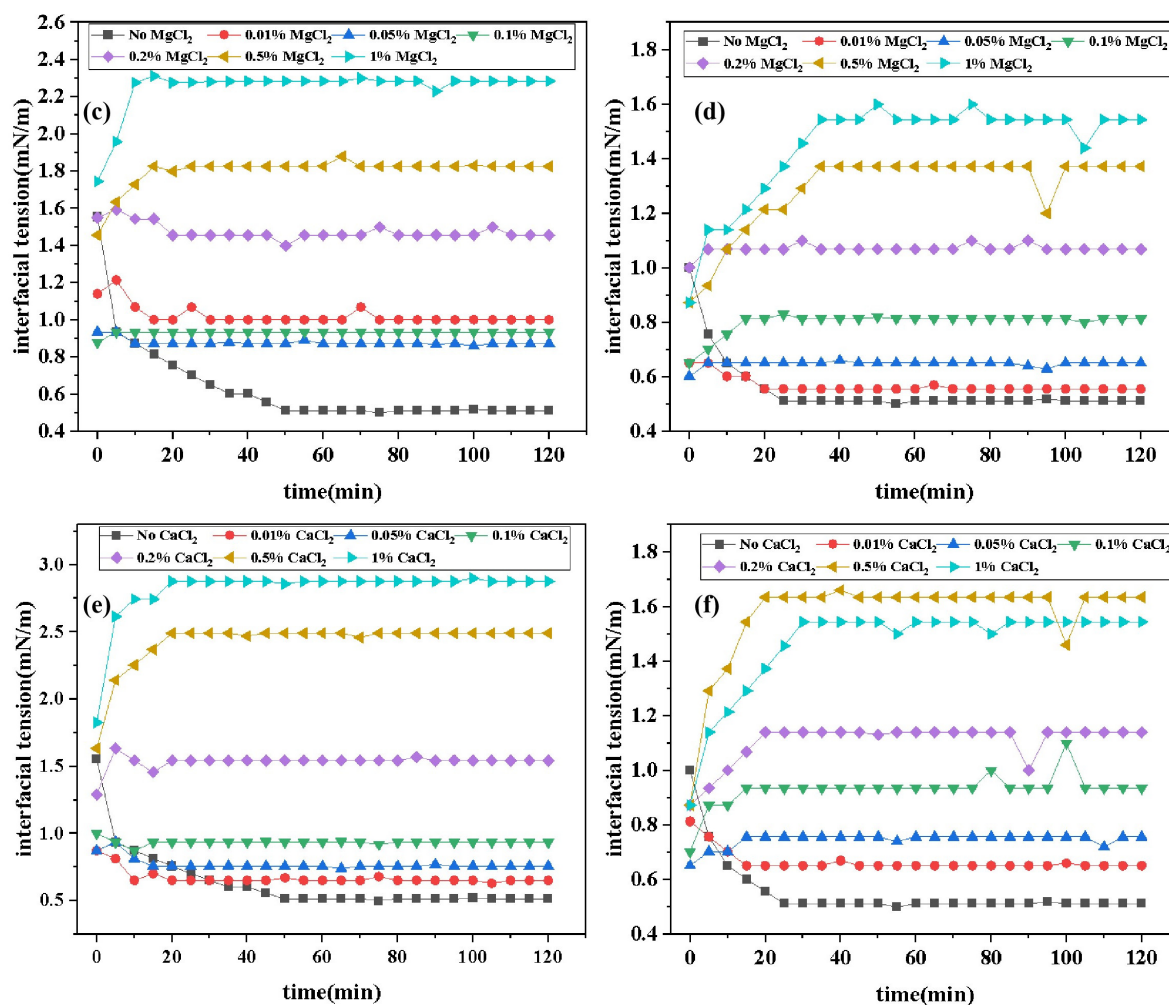 No MgCl₂ 0.01% MgCl₂ 0.05% MgCl₂ 0.1% MgCl₂
0.2% MgCl₂ 0.5% MgCl₂ 1% MgCl₂
(c)
interfacial tension(mN/m)
2.6
2.4
2.2
2.0
1.8
1.6
1.4
1.2
1.0
0.8
0.6
0.4
0 20 40 60 80 100 120
time(min)
No MgCl₂ 0.01% MgCl₂ 0.05% MgCl₂ 0.1% MgCl₂
0.2% MgCl₂ 0.5% MgCl₂ 1% MgCl₂
(d)
interfacial tension(mN/m)
1.8
1.6
1.4
1.2
1.0
0.8
0.6
0.4
0 20 40 60 80 100 120
time(min)
No CaCl₂ 0.01% CaCl₂ 0.05% CaCl₂ 0.1% CaCl₂
0.2% CaCl₂ 0.5% CaCl₂ 1% CaCl₂
(e)
interfacial tension(mN/m)
3.0
2.5
2.0
1.5
1.0
0.5
0 20 40 60 80 100 120
time(min)
No CaCl₂ 0.01% CaCl₂ 0.05% CaCl₂ 0.1% CaCl₂
0.2% CaCl₂ 0.5% CaCl₂ 1% CaCl₂
(f)
interfacial tension(mN/m)
1.8
1.6
1.4
1.2
1.0
0.8
0.6
0.4
0 20 40 60 80 100 120
time(min)